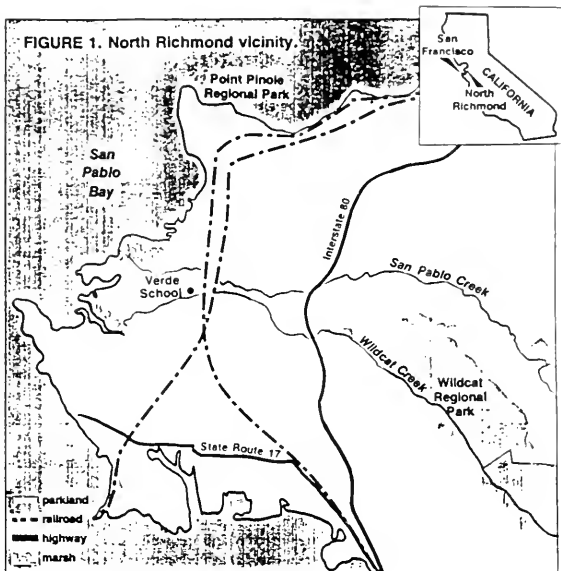 FIGURE 1. North Richmond vicinity.
San
Francisco
CALIFORNIA
North
Richmond
Point Pinole
Regional Park
San
Pablo
Bay
Interstate 80
Verde
School
San Pablo Creek
Wildcat Creek
Wildcat
Regional
Park
State Route 17
parkland
railroad
highway
marsh